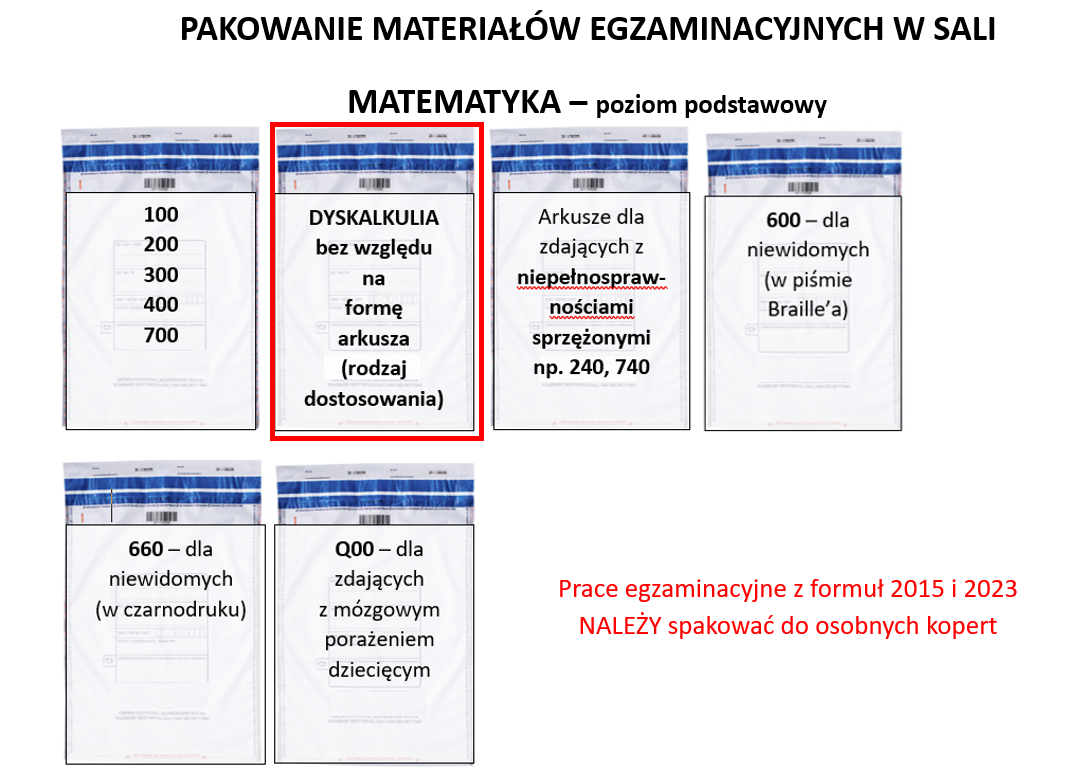 PAKOWANIE MATERIAŁÓW EGZAMINACYJNYCH W SALI
MATEMATYKA – poziom podstawowy
100
200
300
400
700
DYSKALKULIA
bez względu
na
formę
arkusza
(rodzaj
dostosowania)
Arkusze dla
zdających z
niepełnospraw-
nościami
sprzężonymi
np. 240, 740
600 – dla
niewidomych
(w piśmie
Braille’a)
660 – dla
niewidomych
(w czarnodruku)
Q00 – dla
zdających
z mózgowym
porażeniem
dziecięcym
Prace egzaminacyjne z formuł 2015 i 2023
NALEŻY spakować do osobnych kopert